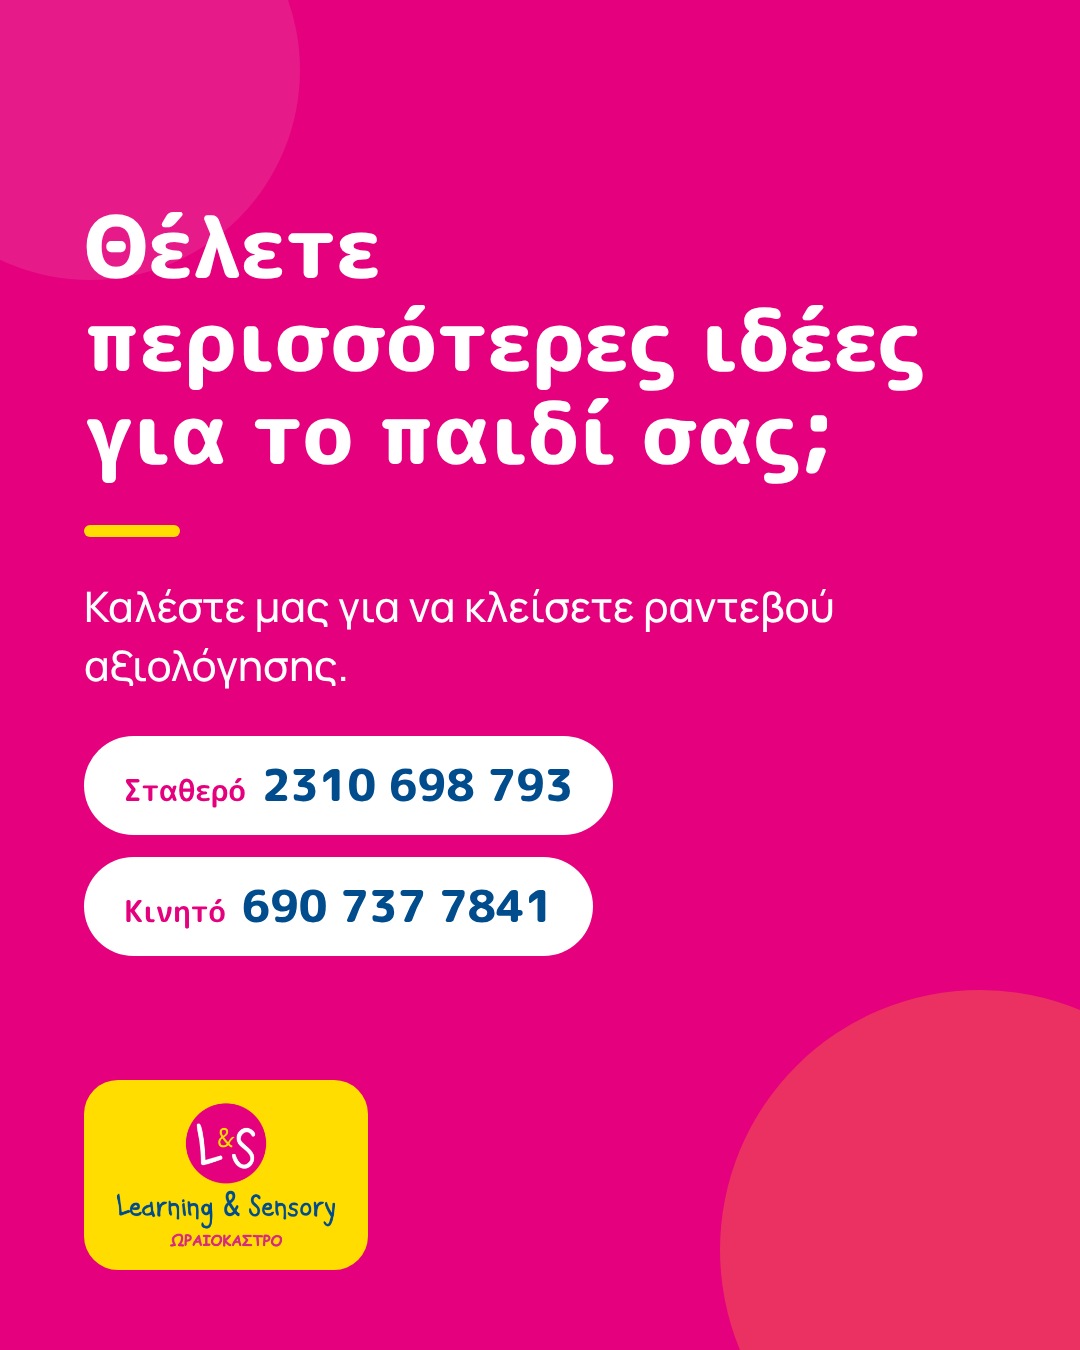 Θέλετε
περισσότερες ιδέες
για το παιδί σας;
Καλέστε μας για να κλείσετε ραντεβού
αξιολόγησης.
Σταθερό 2310 698 793
Κινητό 690 737 7841
L&S
Learning & Sensory
ΩΡΑΙΟΚΑΣΤΡΟ